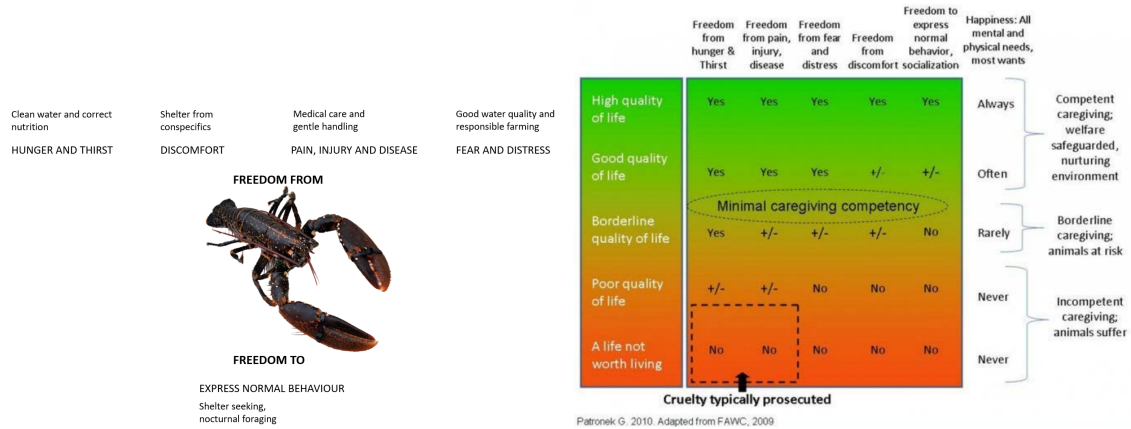 Clean water and correct
nutrition
HUNGER AND THIRST
Shelter from
conspecifics
DISCOMFORT
Medical care and
gentle handling
PAIN, INJURY AND DISEASE
Good water quality and
responsible farming
FEAR AND DISTRESS
FREEDOM FROM
FREEDOM TO
EXPRESS NORMAL BEHAVIOUR
Shelter seeking,
nocturnal foraging
Freedom
from
hunger &
Thirst
Freedom
from pain,
injury,
disease
Freedom
from fear
and
distress
Freedom
from
discomfort
Freedom to
express
normal
behavior,
socialization
Happiness: All
mental and
physical needs,
most wants
High quality
of life
Yes Yes Yes Yes Yes
Always
Good quality
of life
Yes Yes Yes +/- +/-
Often
Competent
caregiving;
welfare
safeguarded,
nurturing
environment
Minimal caregiving competency
Borderline
quality of life
Yes +/- +/- +/- No
Rarely
Borderline
caregiving;
animals at risk
Poor quality
of life
+/- +/- No No No
Never
A life not
worth living
No No No No No
Never
Incompetent
caregiving;
animals suffer
Cruelty typically prosecuted
Patronek G. 2010. Adapted from FAWC, 2009